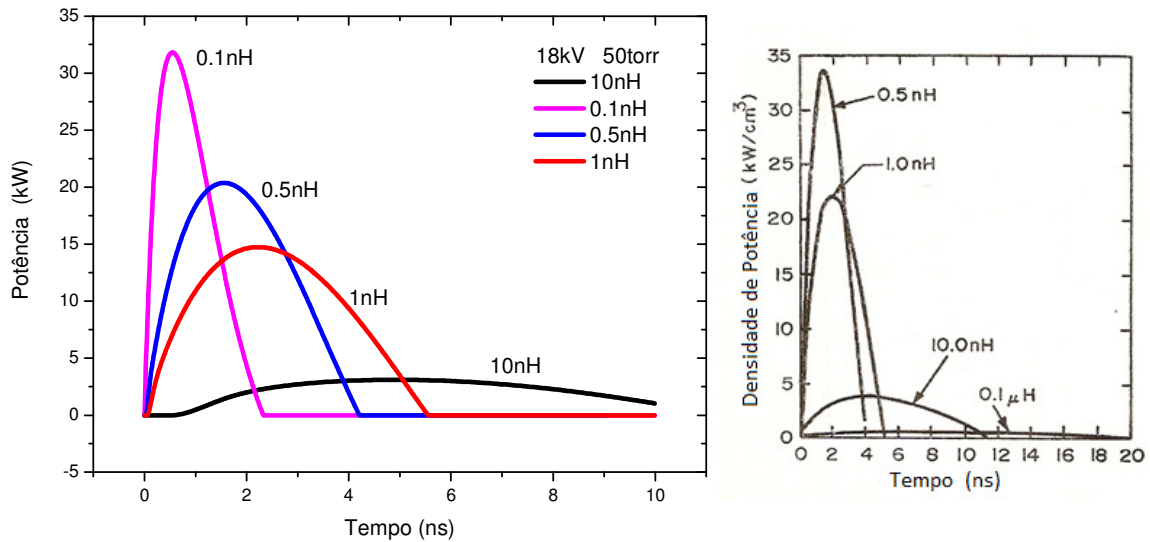 35
30
25
20
15
10
5
0
-5
Potência (kW)
0 2 4 6 8 10
Tempo (ns)
0.1nH
0.5nH
1nH
10nH
18kV 50torr
10nH
0.1nH
0.5nH
1nH
35
30
25
20
15
10
5
0
Densidade de Potência (kW/cm³)
0 2 4 6 8 10 12 14 16 18 20
Tempo (ns)
0.5 nH
1.0 nH
10.0 nH
0.1 μH